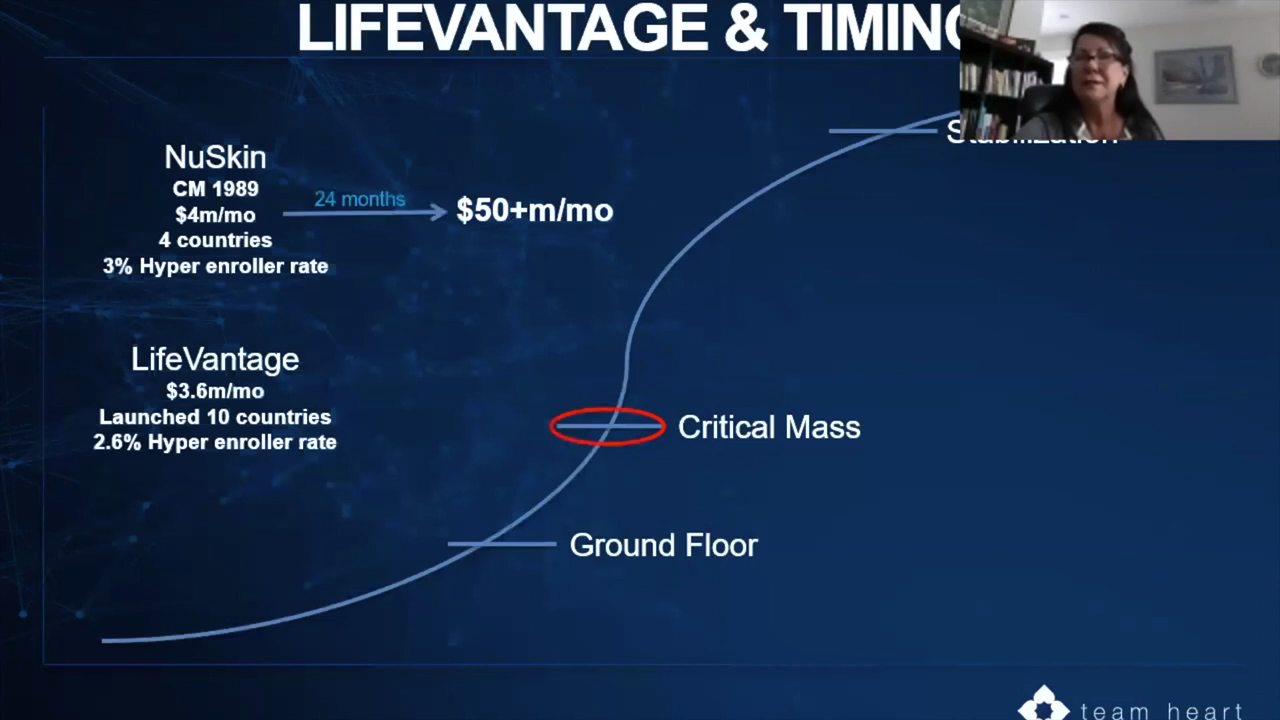 LIFEVANTAGE & TIMING
NuSkin
CM 1989
$4m/mo
4 countries
3% Hyper enroller rate
24 months
$50+m/mo
Stabilization
LifeVantage
$3.6m/mo
Launched 10 countries
2.6% Hyper enroller rate
Critical Mass
Ground Floor
team heart